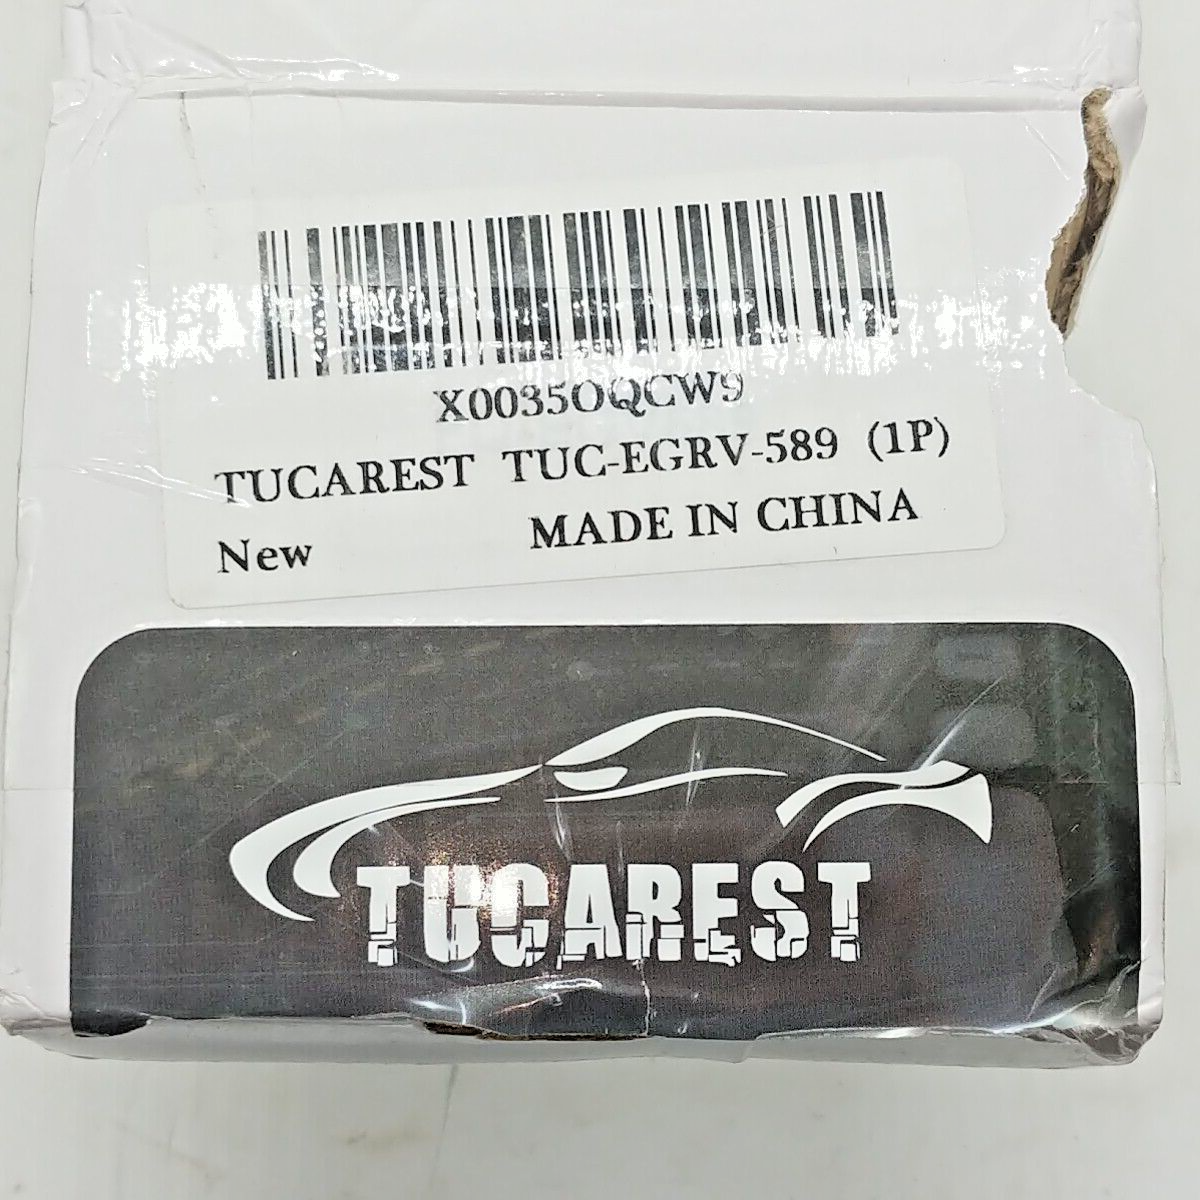 X0035OQCW9
TUCAREST TUC-EGRV-589 (1P)
New MADE IN CHINA
TUCAREST